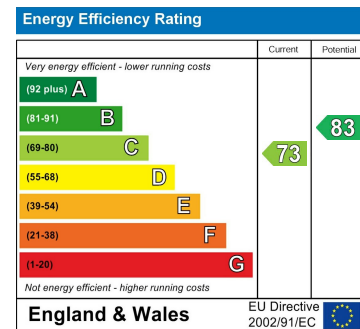 Energy Efficiency Rating
Current Potential
Very energy efficient - lower running costs
(92 plus) A
(81-91) B
(69-80) C
(55-68) D
(39-54) E
(21-38) F
(1-20) G
73
83
Not energy efficient - higher running costs
England & Wales
EU Directive
2002/91/EC